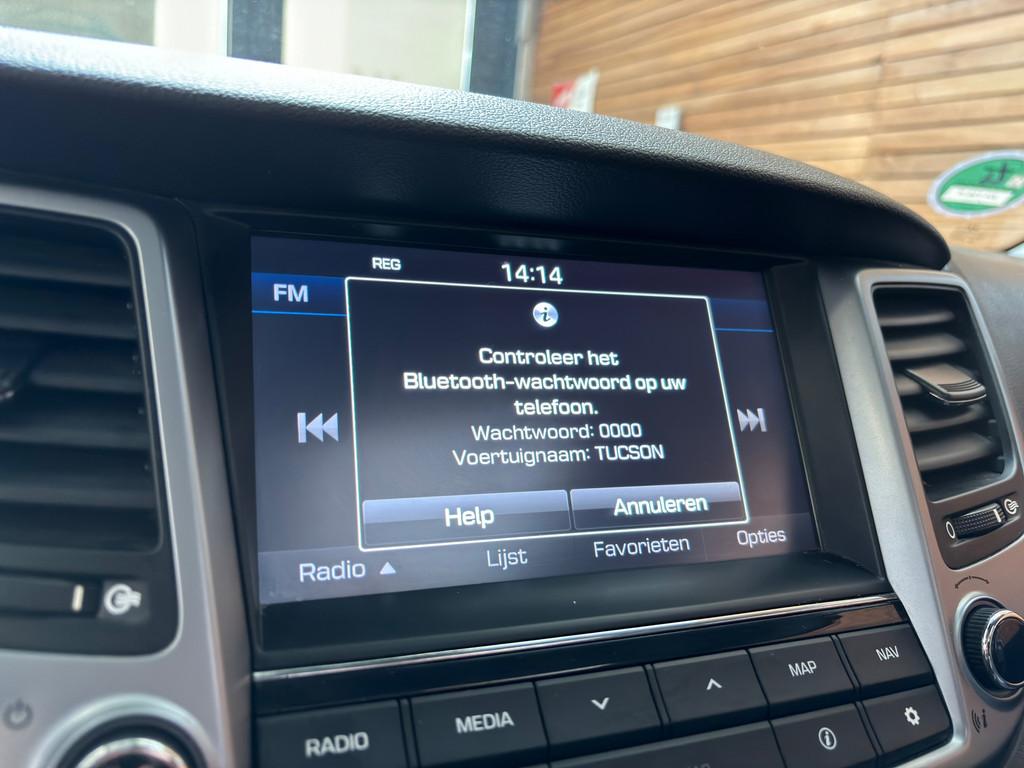 REG
14:14
FM
Controleer het
Bluetooth-wachtwoord op uw
telefoon.
Wachtwoord: 0000
Voertuignaam: TUCSON
Help
Annuleren
Radio
Lijst
Favorieten
Opties
RADIO
MEDIA
MAP
NAV